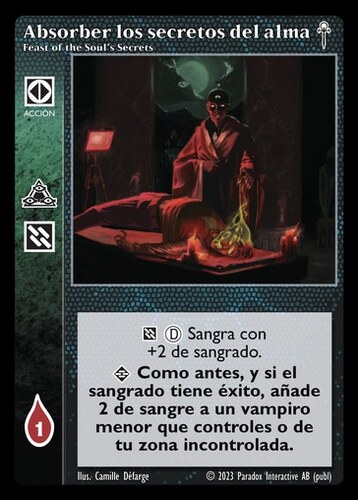 Absorber los secretos del alma
Feast of the Soul's Secrets
ACCIÓN
D Sangra con
+2 de sangrado.
Como antes, y si el
sangrado tiene éxito, añade
2 de sangre a un vampiro
menor que controles o de
tu zona incontrolada.
1
Ilus. Camille Défarge © 2023 Paradox Interactive AB (publ)